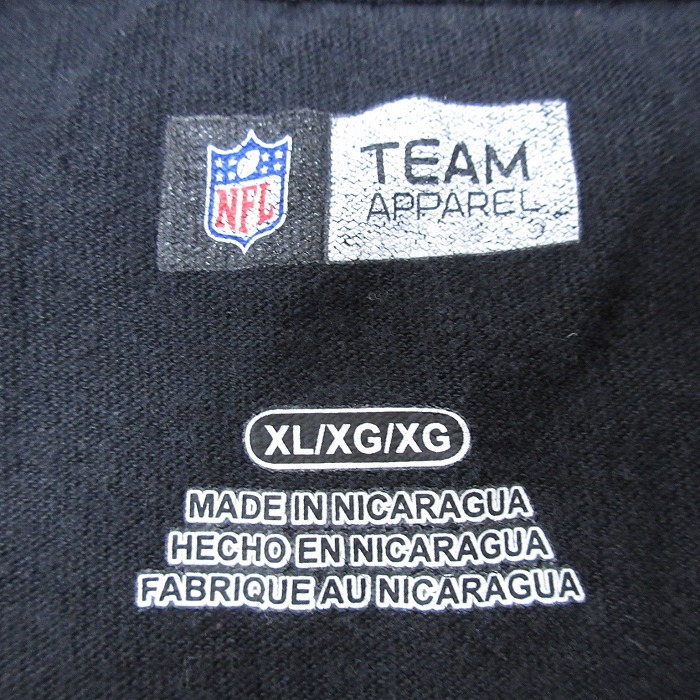 NFL
TEAM
APPAREL
XL/XG/XG
MADE IN NICARAGUA
HECHO EN NICARAGUA
FABRIQUE AU NICARAGUA